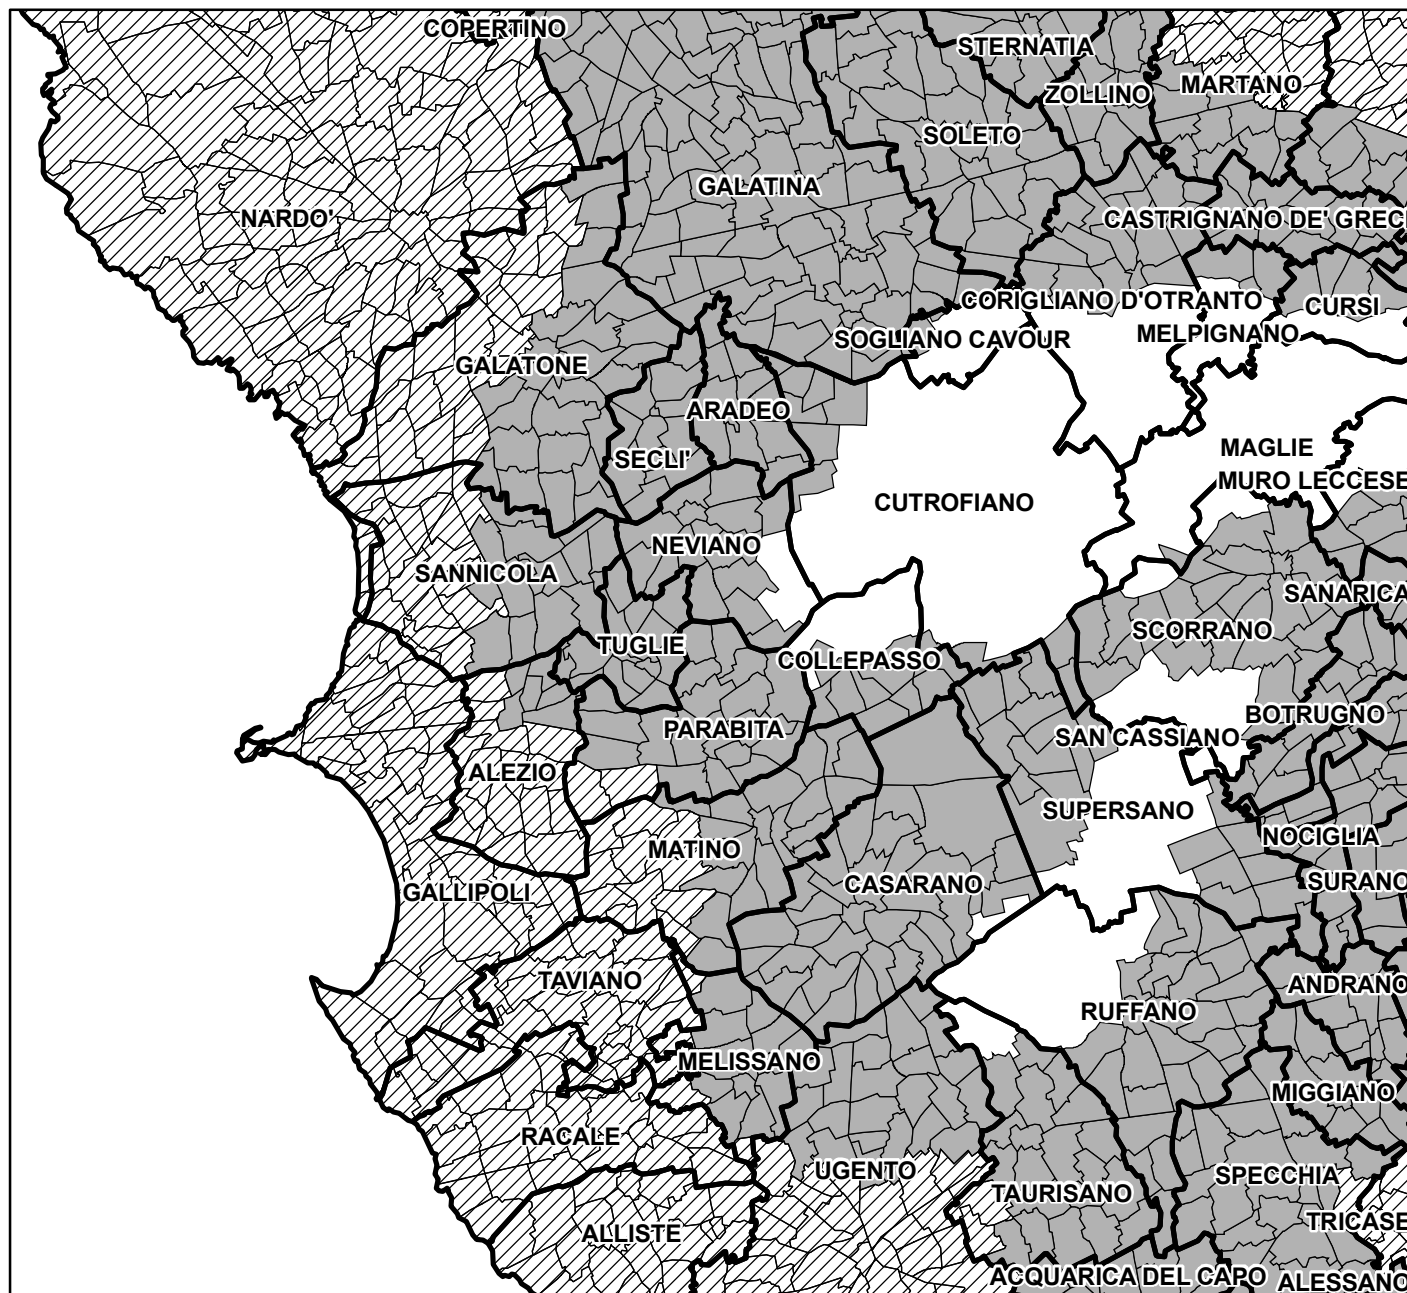 COPERTINO
STERNATIA
MARTANO
ZOLLINO
SOLETO
GALATINA
NARDO'
CASTRIGNANO DE' GRECI
CORIGLIANO D'OTRANTO
CURSI
MELPIGNANO
SOGLIANO CAVOUR
GALATONE
ARADEO
MAGLIE
SECLI'
MURO LECCESE
CUTROFIANO
NEVIANO
SANNICOLA
SANARICA
SCORRANO
TUGLIE
COLLEPASSO
BOTRUGNO
PARABITA
SAN CASSIANO
ALEZIO
SUPERSANO
NOCIGLIA
MATINO
SURANO
CASARANO
GALLIPOLI
TAVIANO
ANDRANO
RUFFANO
MELISSANO
MIGGIANO
RACALE
UGENTO
SPECCHIA
TAURISANO
TRICASE
ALLISTE
ACQUARICA DEL CAPO
ALESSANO